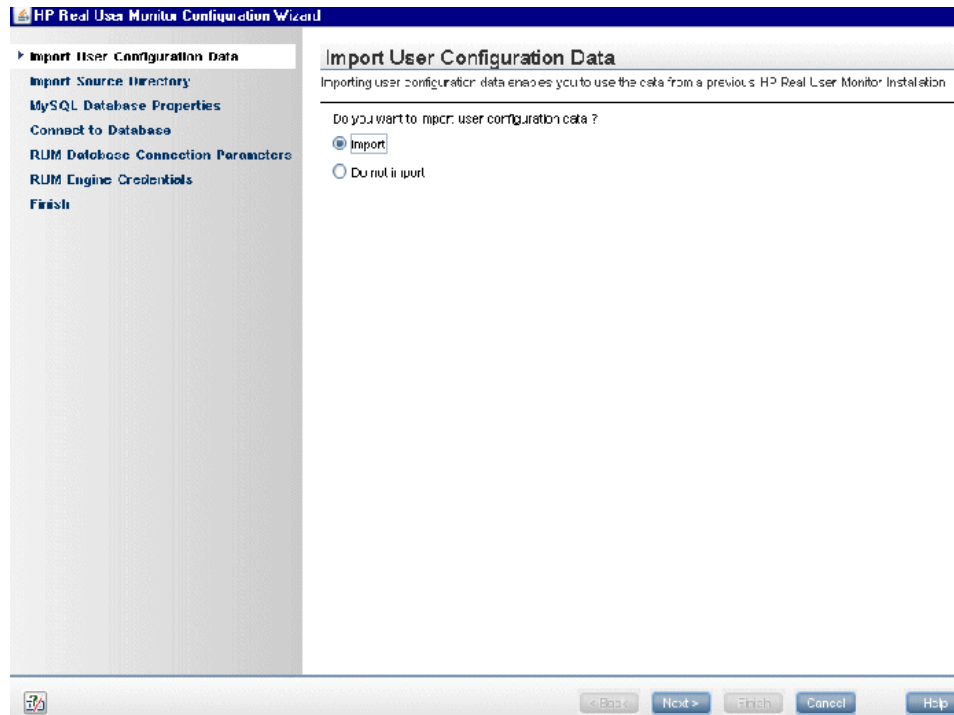 HP Real User Monitor Configuration Wizard
Import User Configuration Data
Import Source Directory
MySQL Database Properties
Connect to Database
RUM Database Connection Parameters
RUM Engine Credentials
Finish
Import User Configuration Data
Importing user configuration data enables you to use the data from a previous HP Real User Monitor Installation
Do you want to import user configuration data ?
Import
Do not import
< Back
Next >
Finish
Cancel
Help